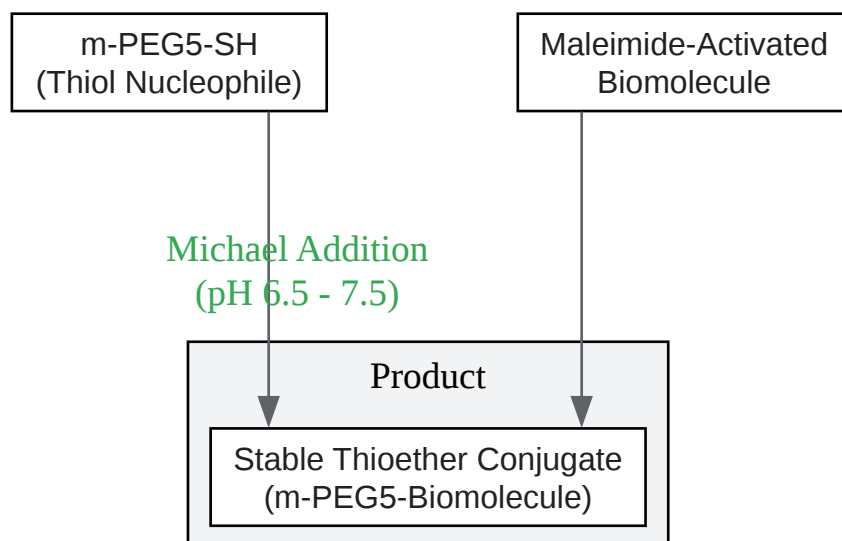 m-PEG5-SH
(Thiol Nucleophile)
Maleimide-Activated
Biomolecule
Michael Addition
(pH 6.5 - 7.5)
Product
Stable Thioether Conjugate
(m-PEG5-Biomolecule)